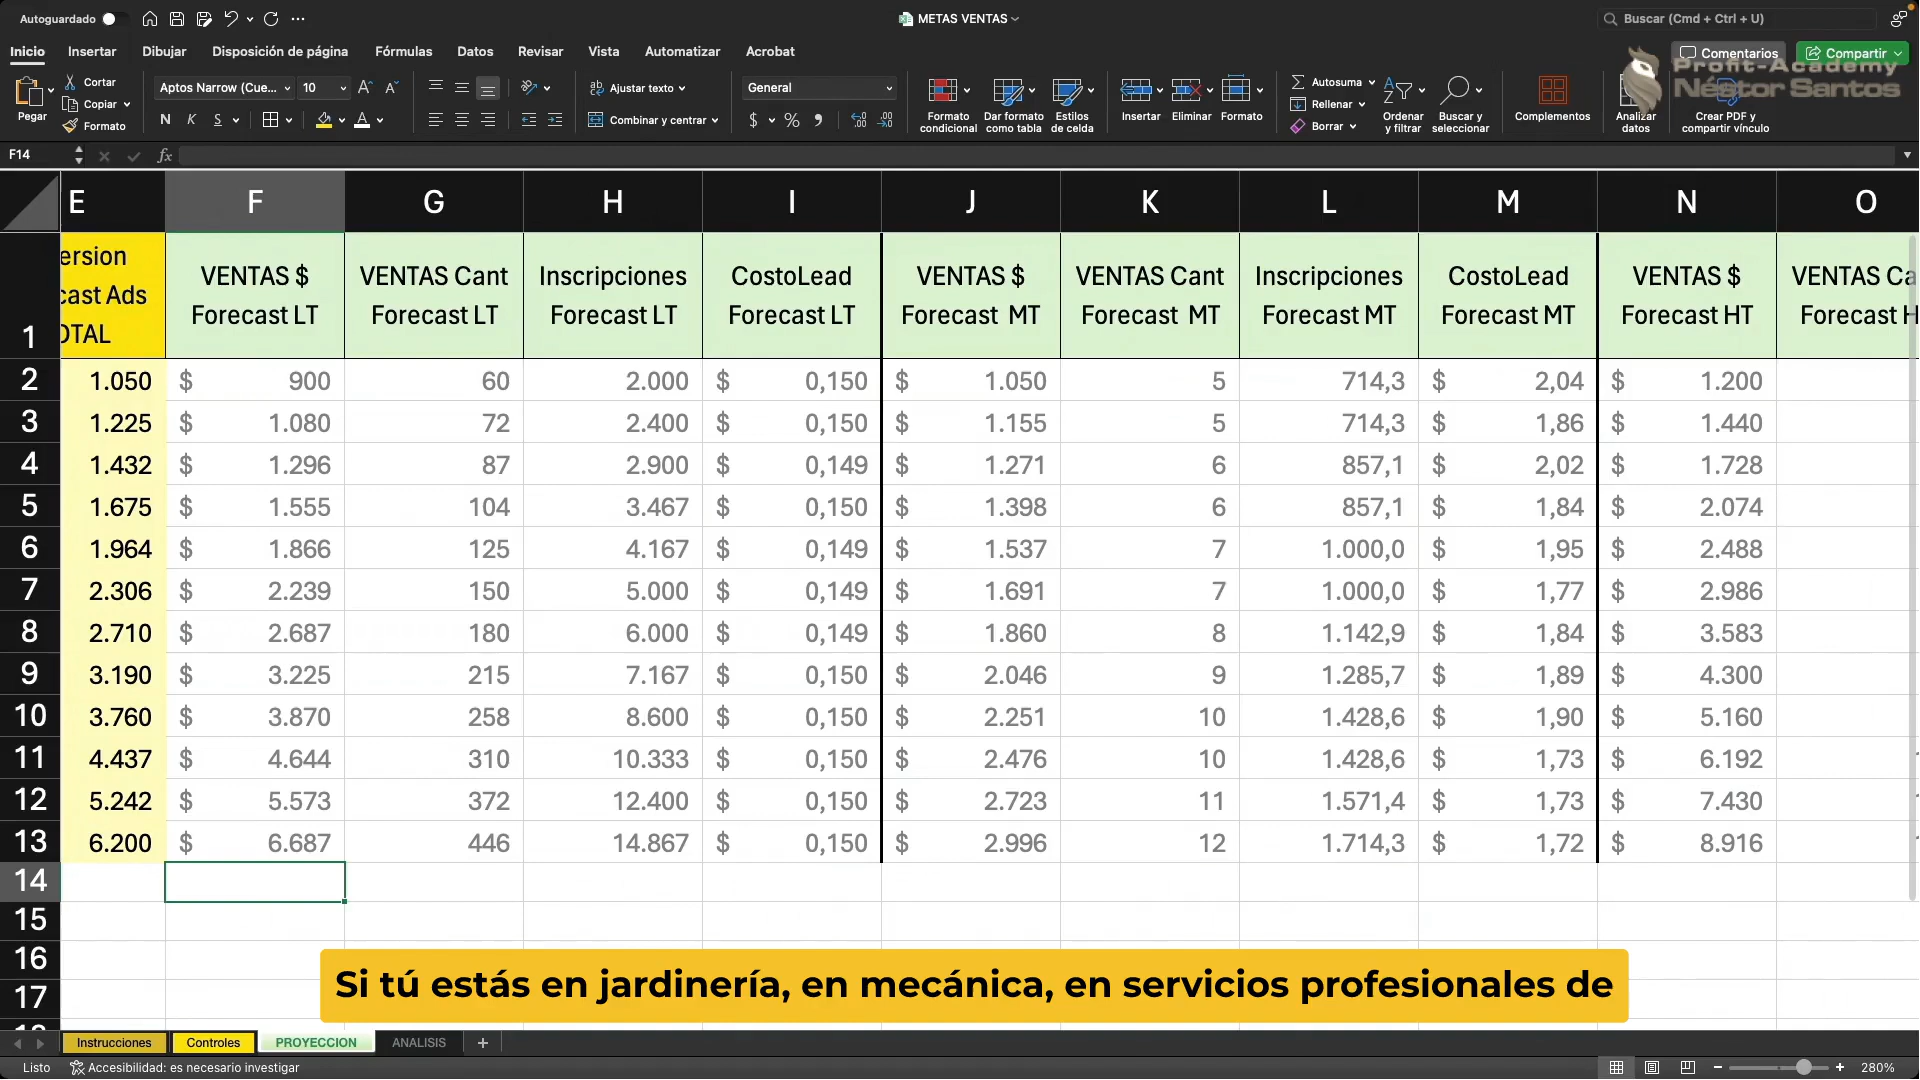 Autoguardado
METAS VENTAS
Buscar (Cmd + Ctrl + U)
Inicio Insertar Dibujar Disposición de página Fórmulas Datos Revisar Vista Automatizar Acrobat
Comentarios Compartir
Profit-Academy
Néstor Santos
Pegar
Cortar
Copiar
Formato
Aptos Narrow (Cue... 10
N K S
Ajustar texto
Combinar y centrar
General
$ %
Formato condicional
Dar formato como tabla
Estilos de celda
Insertar Eliminar Formato
Autosuma
Rellenar
Borrar
Ordenar y filtrar
Buscar y seleccionar
Complementos
Analizar datos
Crear PDF y compartir vínculo
F14 fx
E F G H I J K L M N O
ersion
cast Ads
OTAL
VENTAS $ Forecast LT
VENTAS Cant Forecast LT
Inscripciones Forecast LT
CostoLead Forecast LT
VENTAS $ Forecast MT
VENTAS Cant Forecast MT
Inscripciones Forecast MT
CostoLead Forecast MT
VENTAS $ Forecast HT
VENTAS Ca
Forecast H
1
2 1.050 $ 900 60 2.000 $ 0,150 $ 1.050 5 714,3 $ 2,04 $ 1.200
3 1.225 $ 1.080 72 2.400 $ 0,150 $ 1.155 5 714,3 $ 1,86 $ 1.440
4 1.432 $ 1.296 87 2.900 $ 0,149 $ 1.271 6 857,1 $ 2,02 $ 1.728
5 1.675 $ 1.555 104 3.467 $ 0,150 $ 1.398 6 857,1 $ 1,84 $ 2.074
6 1.964 $ 1.866 125 4.167 $ 0,149 $ 1.537 7 1.000,0 $ 1,95 $ 2.488
7 2.306 $ 2.239 150 5.000 $ 0,149 $ 1.691 7 1.000,0 $ 1,77 $ 2.986
8 2.710 $ 2.687 180 6.000 $ 0,149 $ 1.860 8 1.142,9 $ 1,84 $ 3.583
9 3.190 $ 3.225 215 7.167 $ 0,150 $ 2.046 9 1.285,7 $ 1,89 $ 4.300
10 3.760 $ 3.870 258 8.600 $ 0,150 $ 2.251 10 1.428,6 $ 1,90 $ 5.160
11 4.437 $ 4.644 310 10.333 $ 0,150 $ 2.476 10 1.428,6 $ 1,73 $ 6.192
12 5.242 $ 5.573 372 12.400 $ 0,150 $ 2.723 11 1.571,4 $ 1,73 $ 7.430
13 6.200 $ 6.687 446 14.867 $ 0,150 $ 2.996 12 1.714,3 $ 1,72 $ 8.916
14
15
16
17
Si tú estás en jardinería, en mecánica, en servicios profesionales de
Instrucciones Controles PROYECCION ANALISIS +
Listo Accesibilidad: es necesario investigar
280%